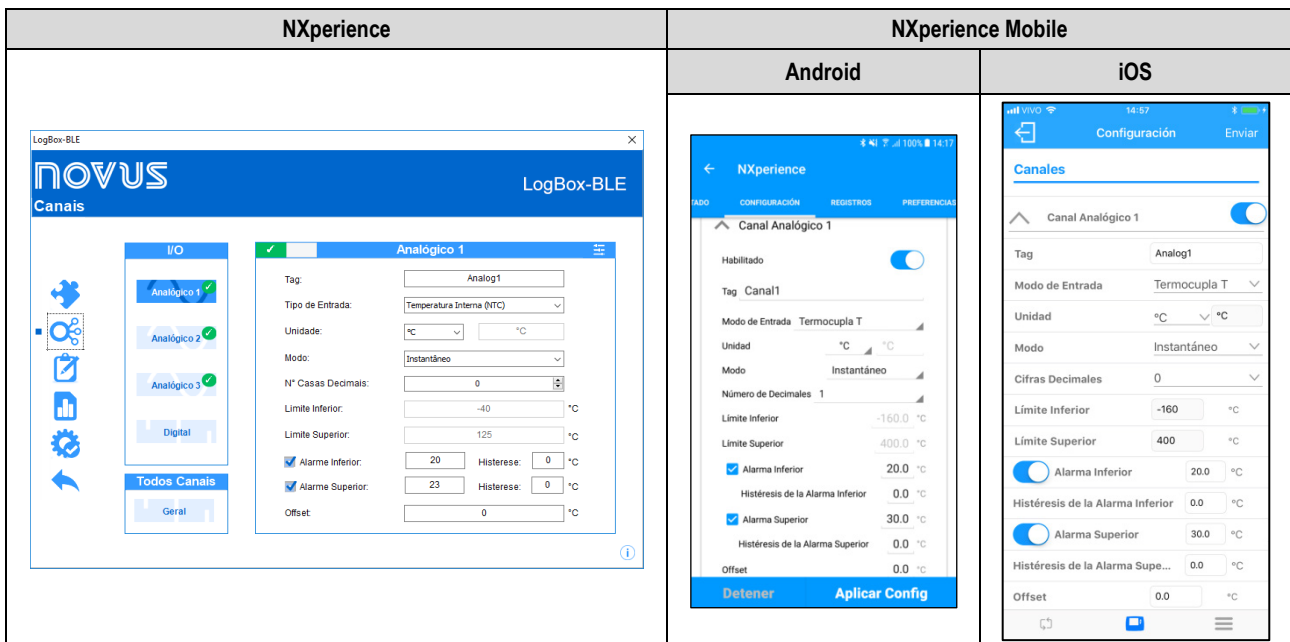 NXperience
NXperience Mobile
Android
iOS
LogBox-BLE
NOVUS
LogBox-BLE
Canais
I/O
Analógico 1
Analógico 2
Analógico 3
Digital
Todos Canais
Geral
Analógico 1
Tag: Analog1
Tipo de Entrada: Temperatura Interna (NTC)
Unidade: °C °C
Modo: Instantâneo
N° Casas Decimais: 0
Limite Inferior: -40 °C
Limite Superior: 125 °C
Alarme Inferior: 20 Histerese: 0 °C
Alarme Superior: 23 Histerese: 0 °C
Offset: 0 °C
100% 14:17
NXperience
TADO CONFIGURACIÓN REGISTROS PREFERENCIAS
Canal Analógico 1
Habilitado
Tag Canal1
Modo de Entrada Termocupla T
Unidad °C °C
Modo Instantáneo
Número de Decimales 1
Límite Inferior -160.0 °C
Límite Superior 400.0 °C
Alarma Inferior 20.0 °C
Histéresis de la Alarma Inferior 0.0 °C
Alarma Superior 30.0 °C
Histéresis de la Alarma Superior 0.0 °C
Offset 0.0 °C
Detener Aplicar Config
VIVO 14:57
Configuración Enviar
Canales
Canal Analógico 1
Tag Analog1
Modo de Entrada Termocupla T
Unidad °C °C
Modo Instantáneo
Cifras Decimales 0
Límite Inferior -160 °C
Límite Superior 400 °C
Alarma Inferior 20.0 °C
Histéresis de la Alarma Inferior 0.0 °C
Alarma Superior 30.0 °C
Histéresis de la Alarma Supe... 0.0 °C
Offset 0.0 °C